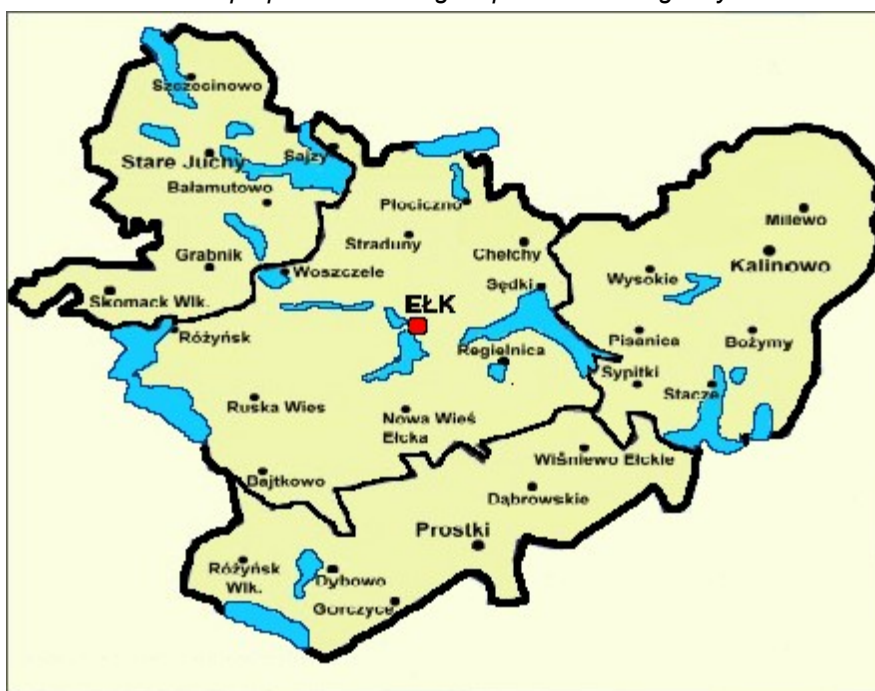 Szczecinowo
Stare Juchy
Sajzy
Bałamutowo
Płociczno
Milewo
Straduny
Chełchy
Grabnik
Woszczele
Wysokie
Kalinowo
Skomack Wlk.
Sędki
EŁK
Różyńsk
Regielnica
Pisanica
Bożymy
Sypitki
Stacze
Ruska Wies
Nowa Wieś
Ełcka
Wiśniewo Ełckie
Bajtkowo
Dąbrowskie
Prostki
Różyńsk
Wlk.
Dybowo
Gorczyce